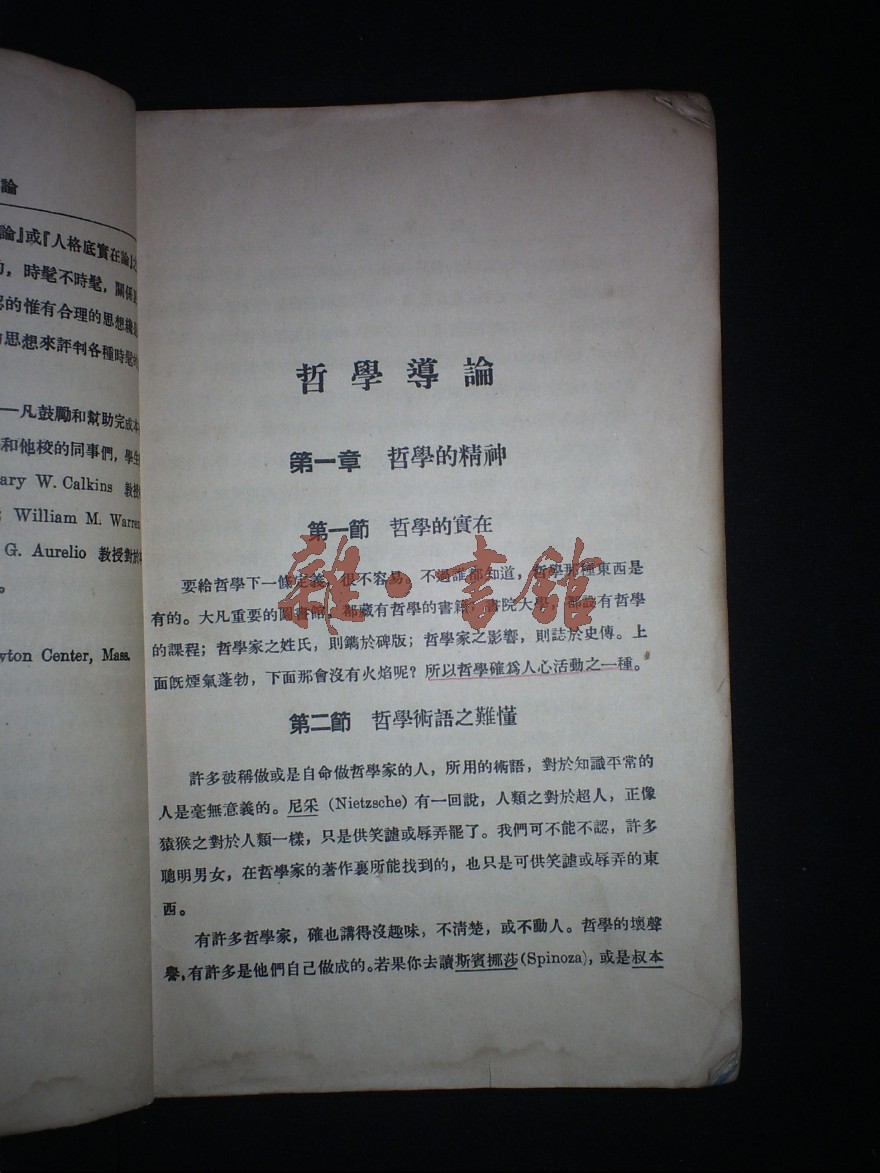 論
論』或『人格底實在論』之
的，時髦不時髦，關係
認的惟有合理的思想纔
思想來評判各種時髦
—凡鼓勵和幫助完成本
和他校的同事們，學生
ary W. Calkins 教授
; William M. Warren
G. Aurelio 教授對於本
。
wton Center, Mass.
哲學導論
第一章 哲學的精神
第一節 哲學的實在
要給哲學下一條定義，很不容易。不過誰都知道，哲學那種東西是
有的。大凡重要的圖書館，都藏有哲學的書籍；書院大學，都設有哲學
的課程；哲學家之姓氏，則鐫於碑版；哲學家之影響，則誌於史傳。上
面既煙氣蓬勃，下面那會沒有火焰呢？所以哲學確爲人心活動之一種。
第二節 哲學術語之難懂
許多被稱做或是自命做哲學家的人，所用的術語，對於知識平常的
人是毫無意義的。尼采 (Nietzsche) 有一回說，人類之對於超人，正像
猿猴之對於人類一樣，只是供笑謔或辱弄罷了。我們可不能不認，許多
聰明男女，在哲學家的著作裏所能找到的，也只是可供笑謔或辱弄的東
西。
有許多哲學家，確也講得沒趣味，不清楚，或不動人。哲學的壞聲
譽，有許多是他們自己做成的。若果你去讀斯賓挪莎 (Spinoza)，或是叔本
雜·書館